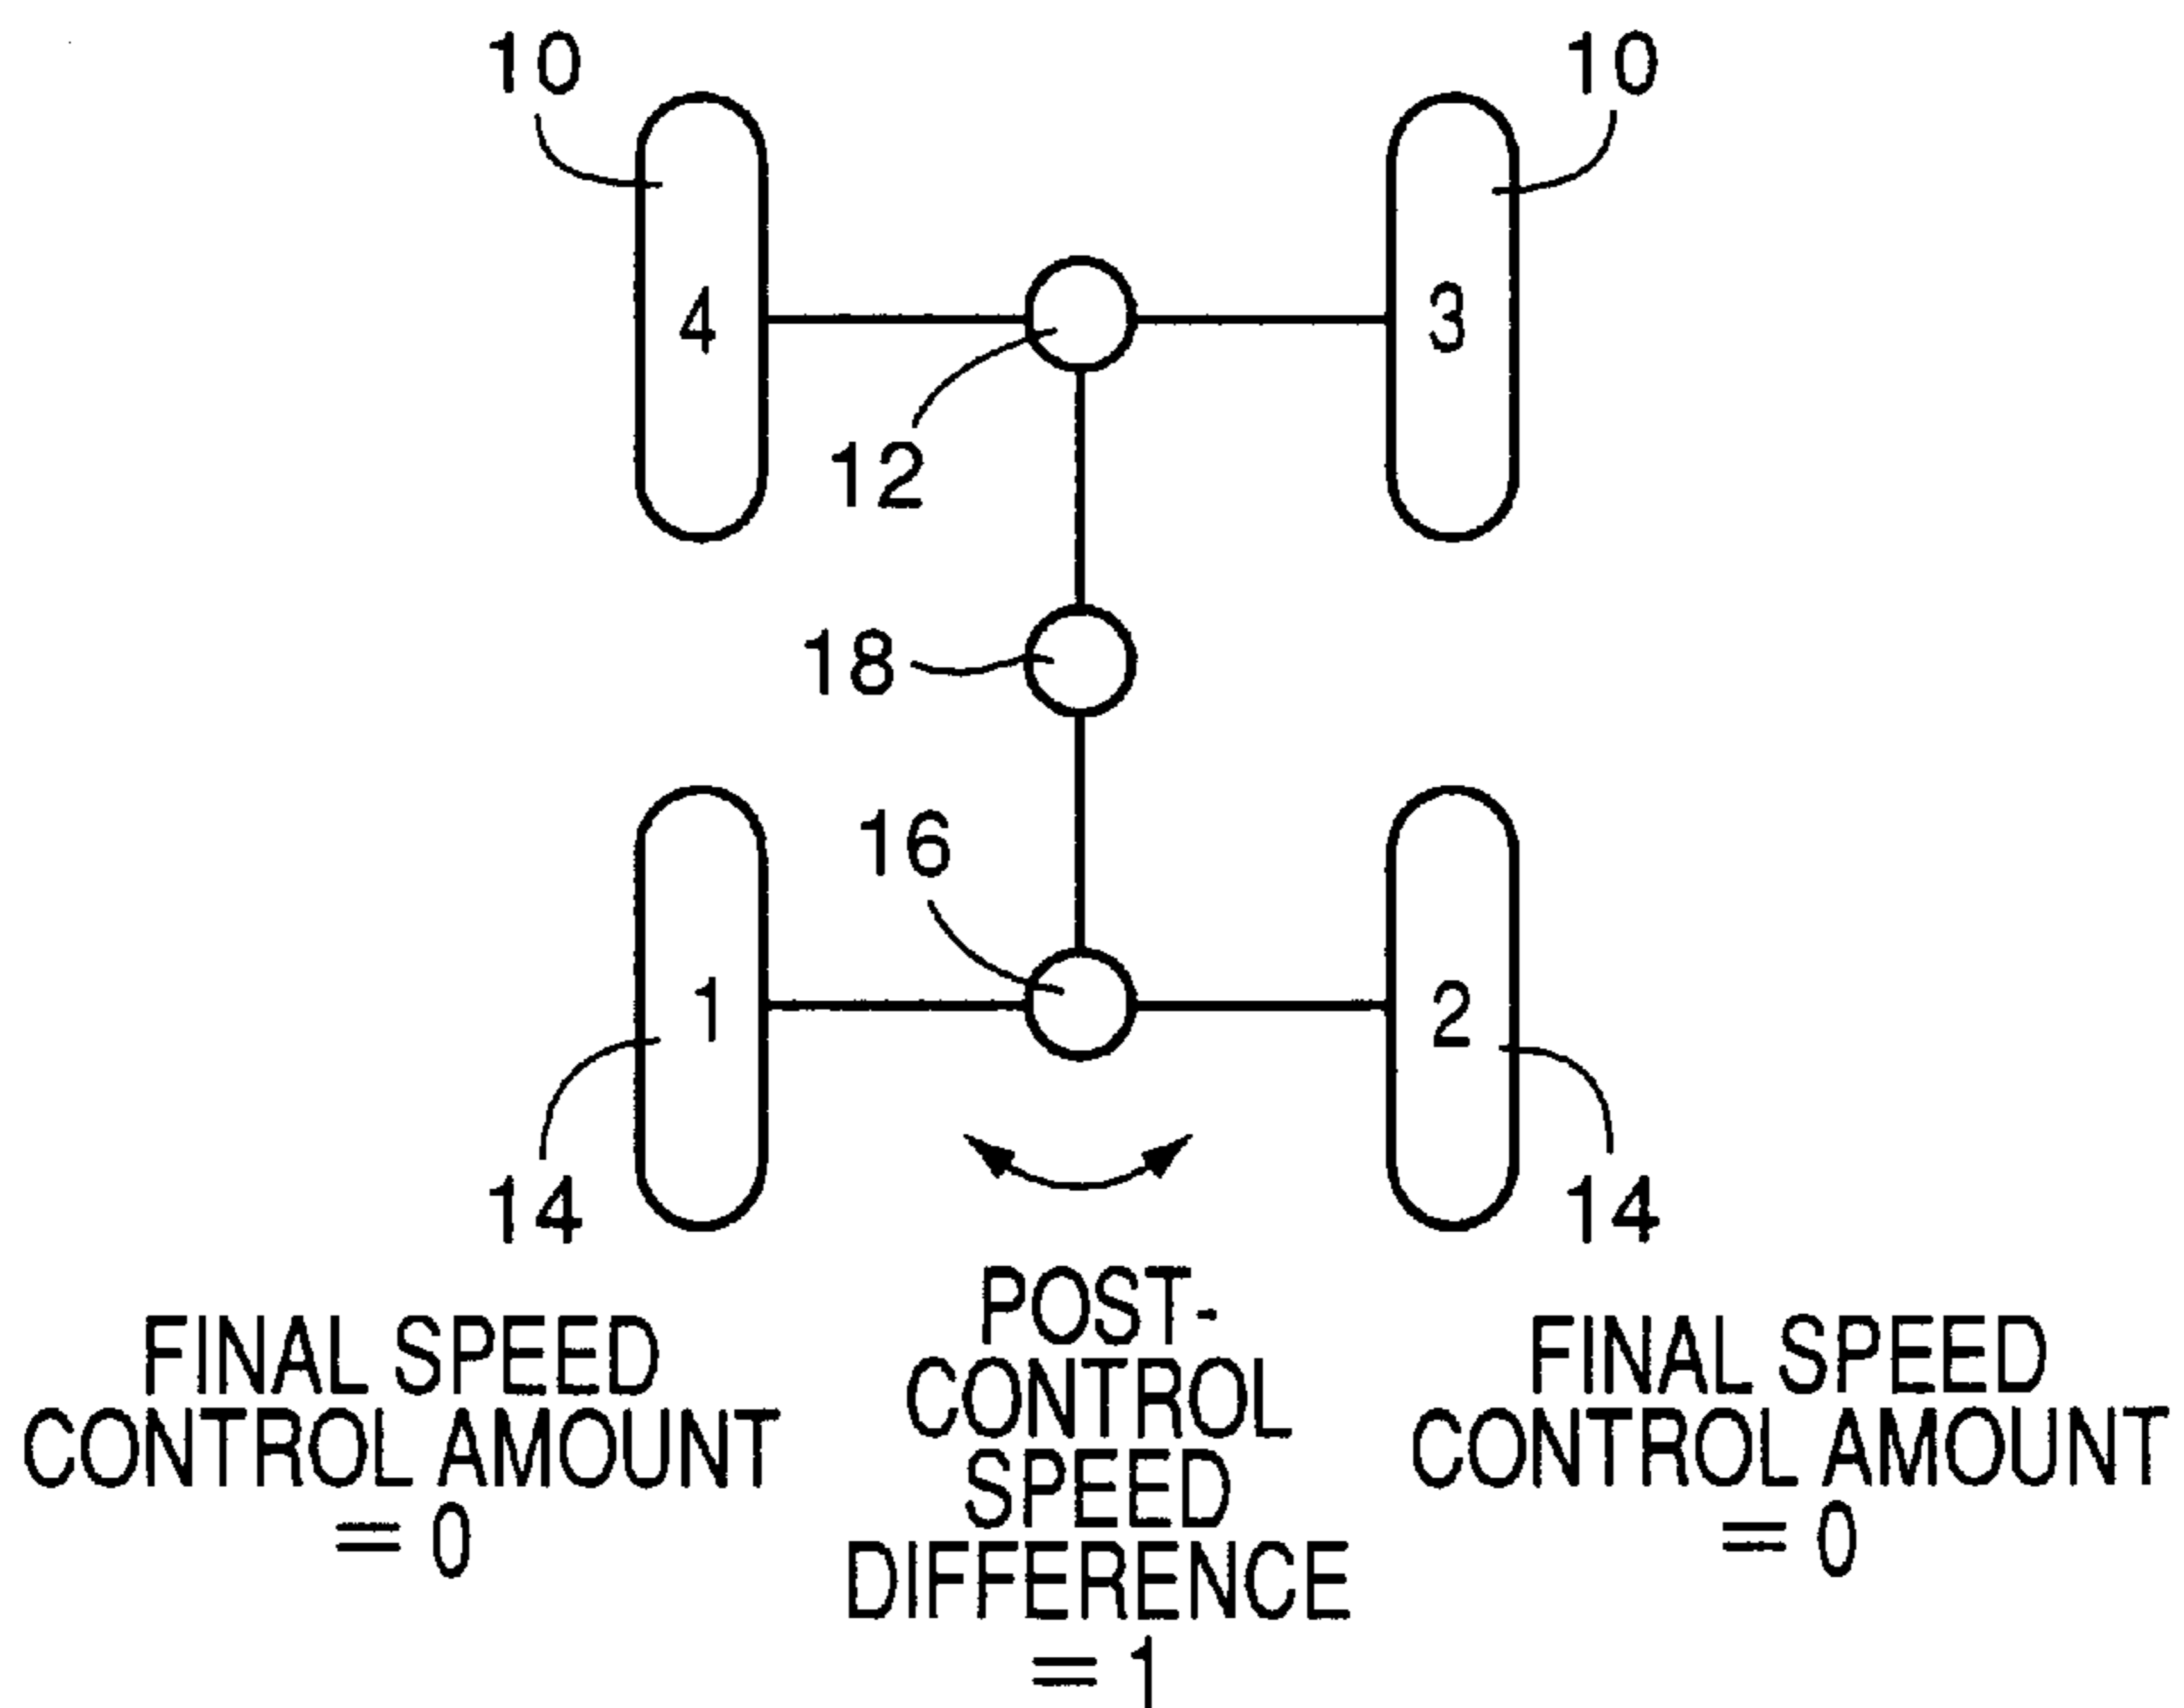 10
10
4
3
12
18
16
1
2
14
14
FINAL SPEED
CONTROL AMOUNT
= 0
POST-
CONTROL
SPEED
DIFFERENCE
= 1
FINAL SPEED
CONTROL AMOUNT
= 0